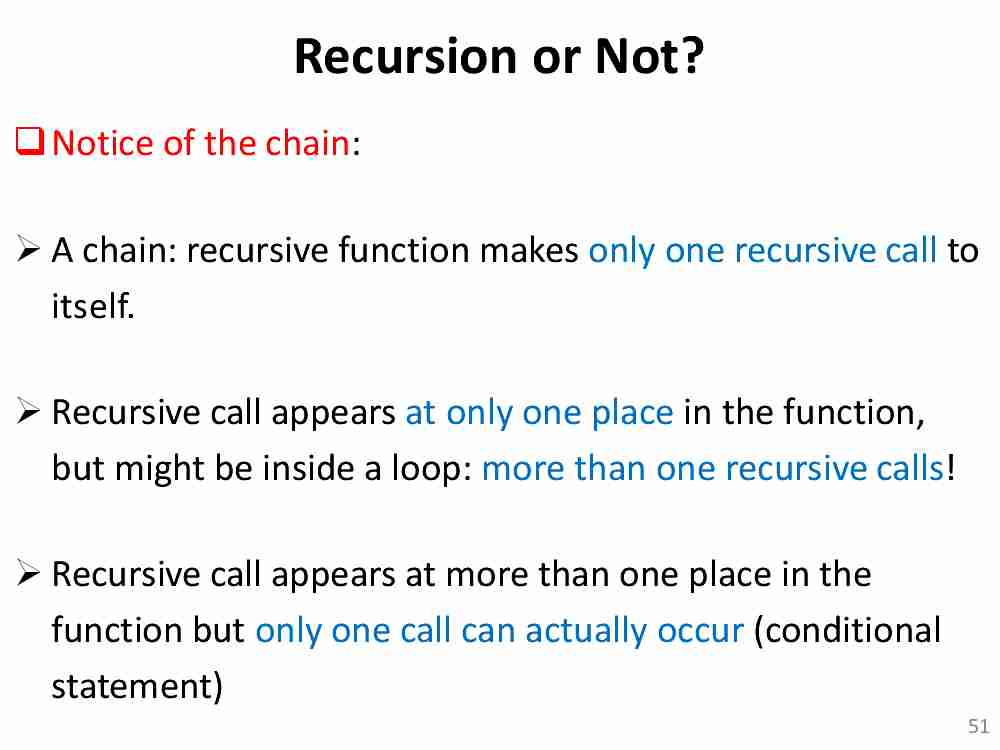 Recursion or Not?
❑ Notice of the chain:
➢ A chain: recursive function makes only one recursive call to
itself.
➢ Recursive call appears at only one place in the function,
but might be inside a loop: more than one recursive calls!
➢ Recursive call appears at more than one place in the
function but only one call can actually occur (conditional
statement)
51